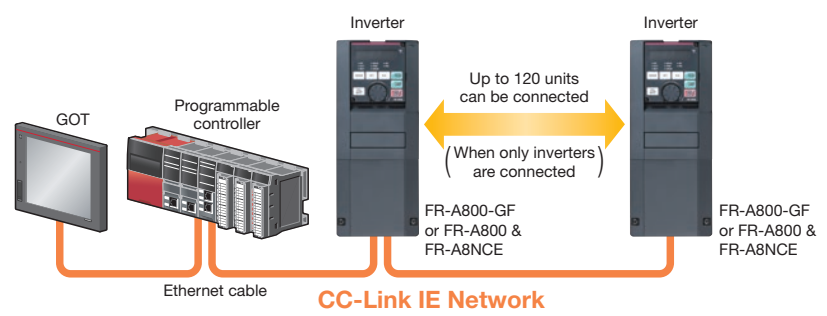 Inverter
Inverter
Up to 120 units
can be connected
GOT
Programmable
controller
(When only inverters
are connected)
FR-A800-GF
or FR-A800 &
FR-A8NCE
FR-A800-GF
or FR-A800 &
FR-A8NCE
Ethernet cable
CC-Link IE Network